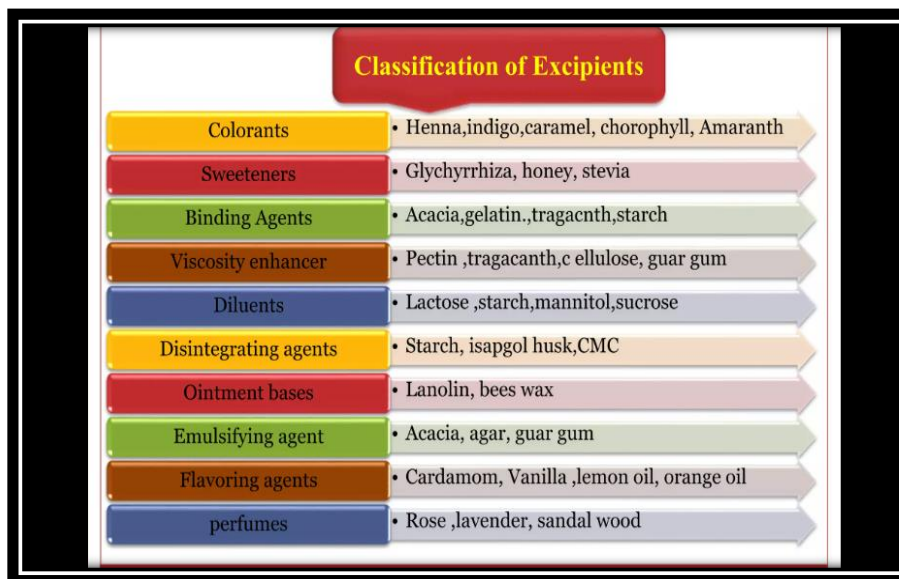 Classification of Excipients
Colorants • Henna,indigo,caramel, chorophyll, Amaranth
Sweeteners • Glychyrrhiza, honey, stevia
Binding Agents • Acacia,gelatin.,tragacnth,starch
Viscosity enhancer • Pectin ,tragacanth,c ellulose, guar gum
Diluents • Lactose ,starch,mannitol,sucrose
Disintegrating agents • Starch, isapgol husk,CMC
Ointment bases • Lanolin, bees wax
Emulsifying agent • Acacia, agar, guar gum
Flavoring agents • Cardamom, Vanilla ,lemon oil, orange oil
perfumes • Rose ,lavender, sandal wood